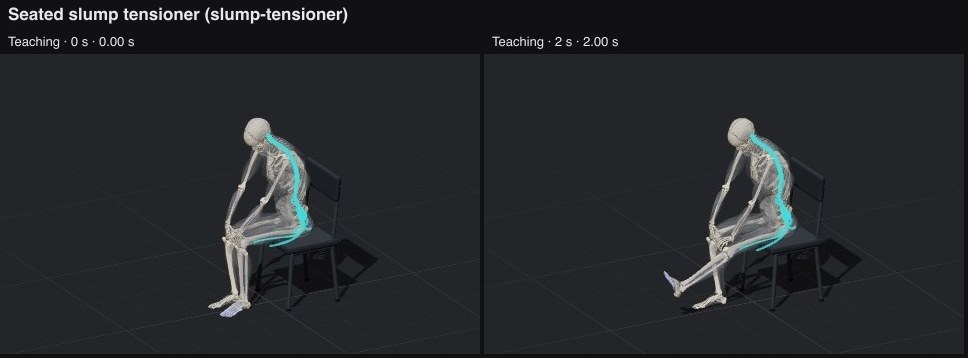 Seated slump tensioner (slump-tensioner)
Teaching · 0 s · 0.00 s
Teaching · 2 s · 2.00 s